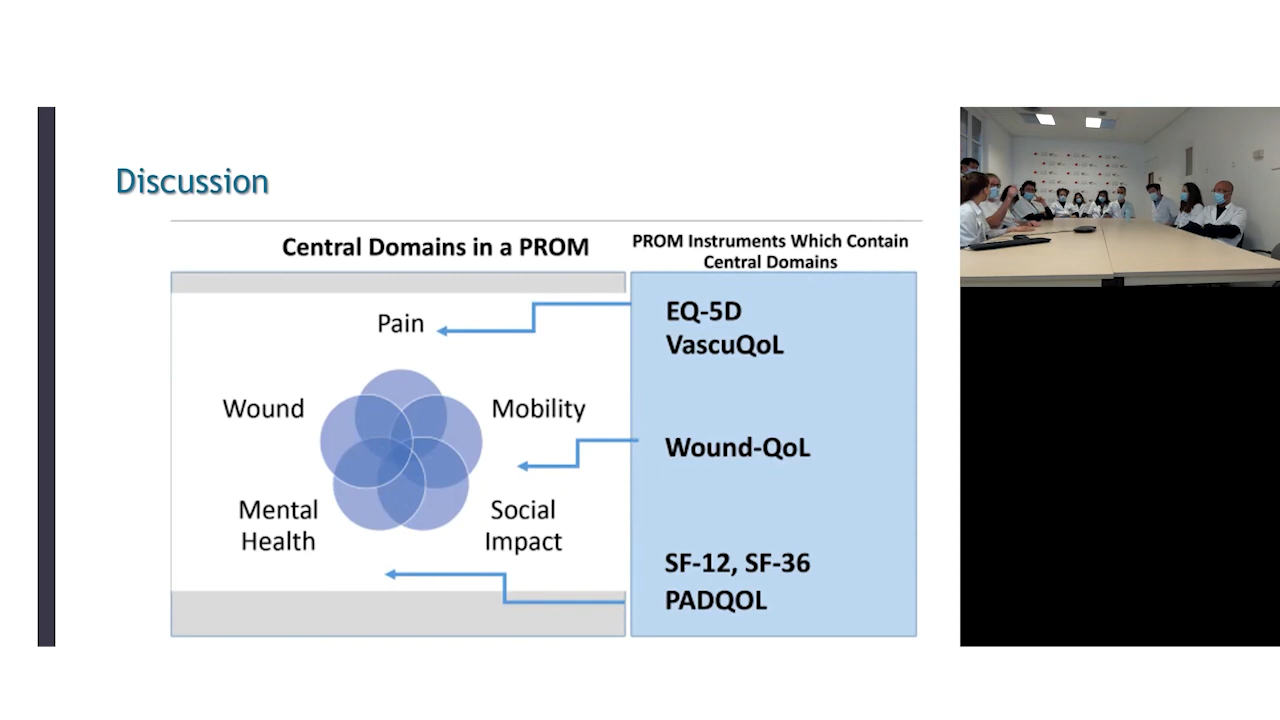 Discussion
Central Domains in a PROM
PROM Instruments Which Contain
Central Domains
Pain
Wound
Mobility
Mental
Health
Social
Impact
EQ-5D
VascuQoL
Wound-QoL
SF-12, SF-36
PADQOL